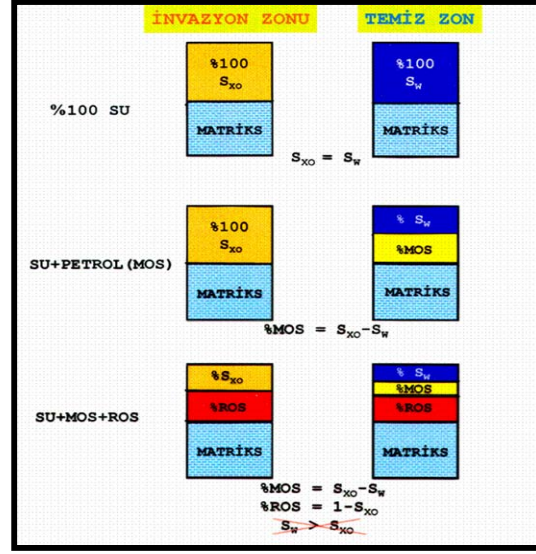 İNVAZYON ZONU TEMİZ ZON
%100 SU
%100
Sxo
MATRİKS
%100
Sw
MATRİKS
Sxo = Sw
SU+PETROL(MOS)
%100
Sxo
MATRİKS
% Sw
%MOS
MATRİKS
%MOS = Sxo-Sw
SU+MOS+ROS
%Sxo
%ROS
MATRİKS
% Sw
%MOS
%ROS
MATRİKS
%MOS = Sxo-Sw
%ROS = 1-Sxo
Sw > Sxo